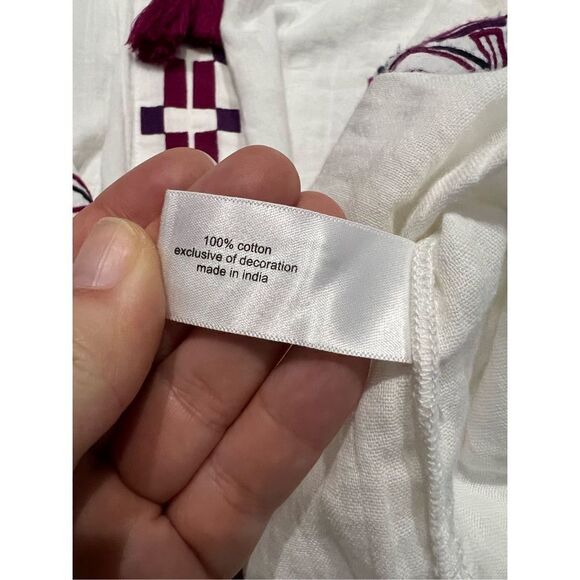 100% cotton
exclusive of decoration
made in india